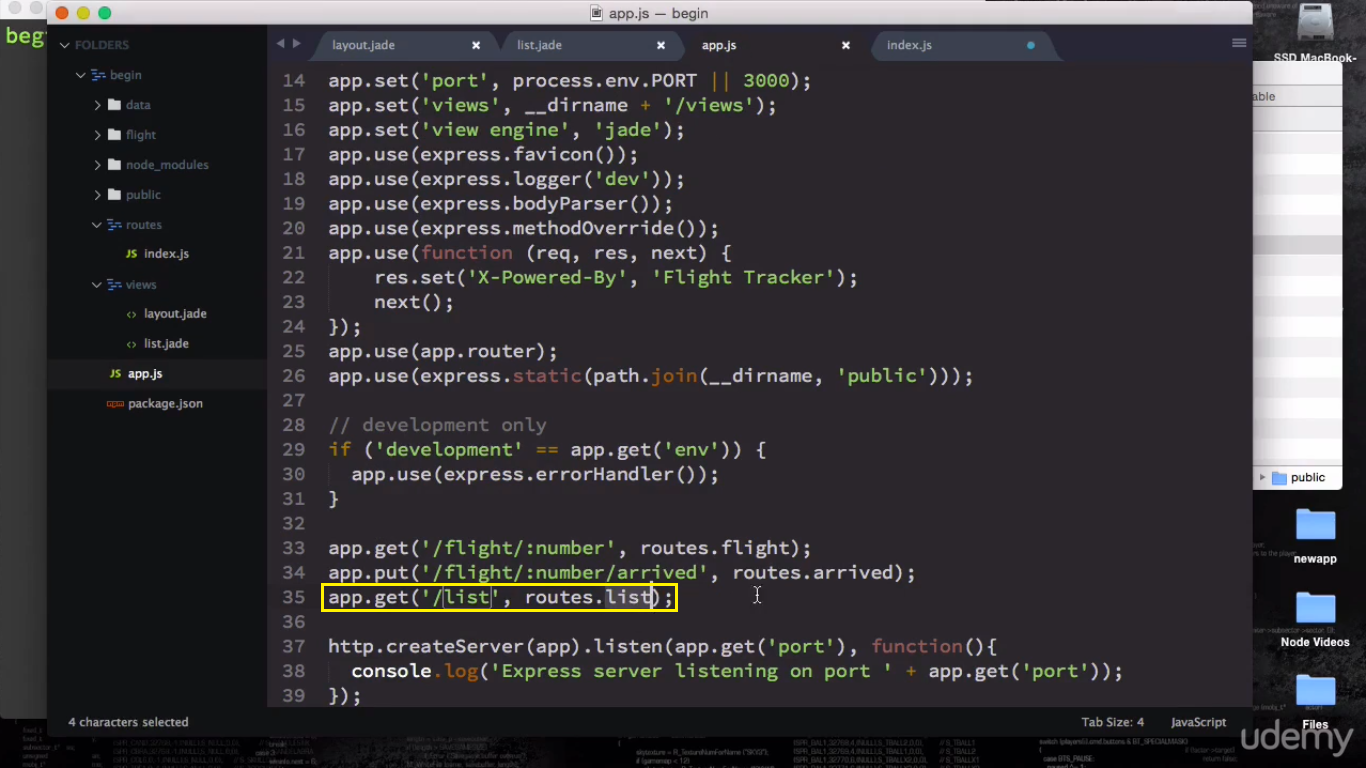 app.js — begin
beg
FOLDERS
begin
data
flight
node_modules
public
routes
index.js
views
layout.jade
list.jade
app.js
package.json
layout.jade
list.jade
app.js
index.js
14 app.set('port', process.env.PORT || 3000);
15 app.set('views', __dirname + '/views');
16 app.set('view engine', 'jade');
17 app.use(express.favicon());
18 app.use(express.logger('dev'));
19 app.use(express.bodyParser());
20 app.use(express.methodOverride());
21 app.use(function (req, res, next) {
22 res.set('X-Powered-By', 'Flight Tracker');
23 next();
24 });
25 app.use(app.router);
26 app.use(express.static(path.join(__dirname, 'public')));
27
28 // development only
29 if ('development' == app.get('env')) {
30 app.use(express.errorHandler());
31 }
32
33 app.get('/flight/:number', routes.flight);
34 app.put('/flight/:number/arrived', routes.arrived);
35 app.get('/list', routes.list);
36
37 http.createServer(app).listen(app.get('port'), function(){
38 console.log('Express server listening on port ' + app.get('port'));
39 });
4 characters selected
Tab Size: 4
JavaScript
SSD MacBook-
able
public
newapp
Node Videos
Files
udemy